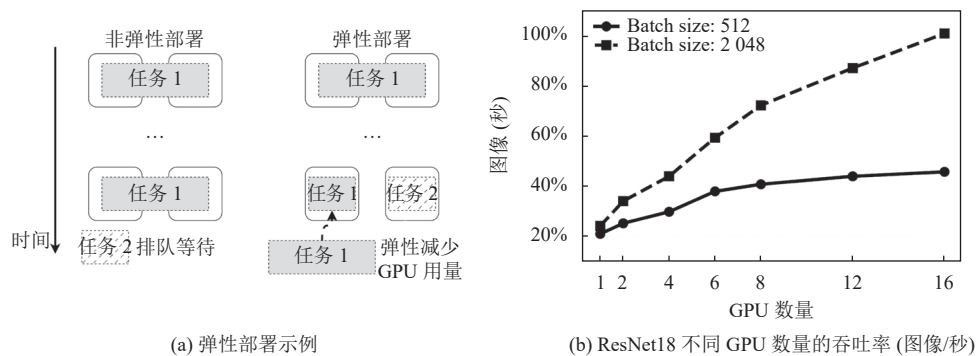 非弹性部署
弹性部署
任务 1
任务 1
…
…
任务 1
任务 1
任务 2
时间
任务 2 排队等待
任务 1
弹性减少
GPU 用量
(a) 弹性部署示例
Batch size: 512
Batch size: 2 048
100%
80%
60%
40%
20%
图像 (秒)
1 2 4 6 8 12 16
GPU 数量
(b) ResNet18 不同 GPU 数量的吞吐率 (图像/秒)